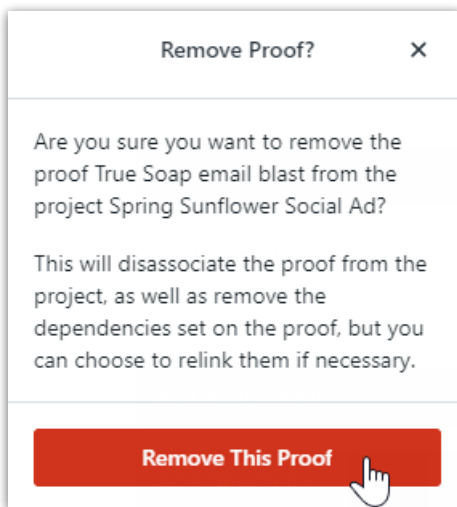 Remove Proof? ×
Are you sure you want to remove the
proof True Soap email blast from the
project Spring Sunflower Social Ad?
This will disassociate the proof from the
project, as well as remove the
dependencies set on the proof, but you
can choose to relink them if necessary.
Remove This Proof